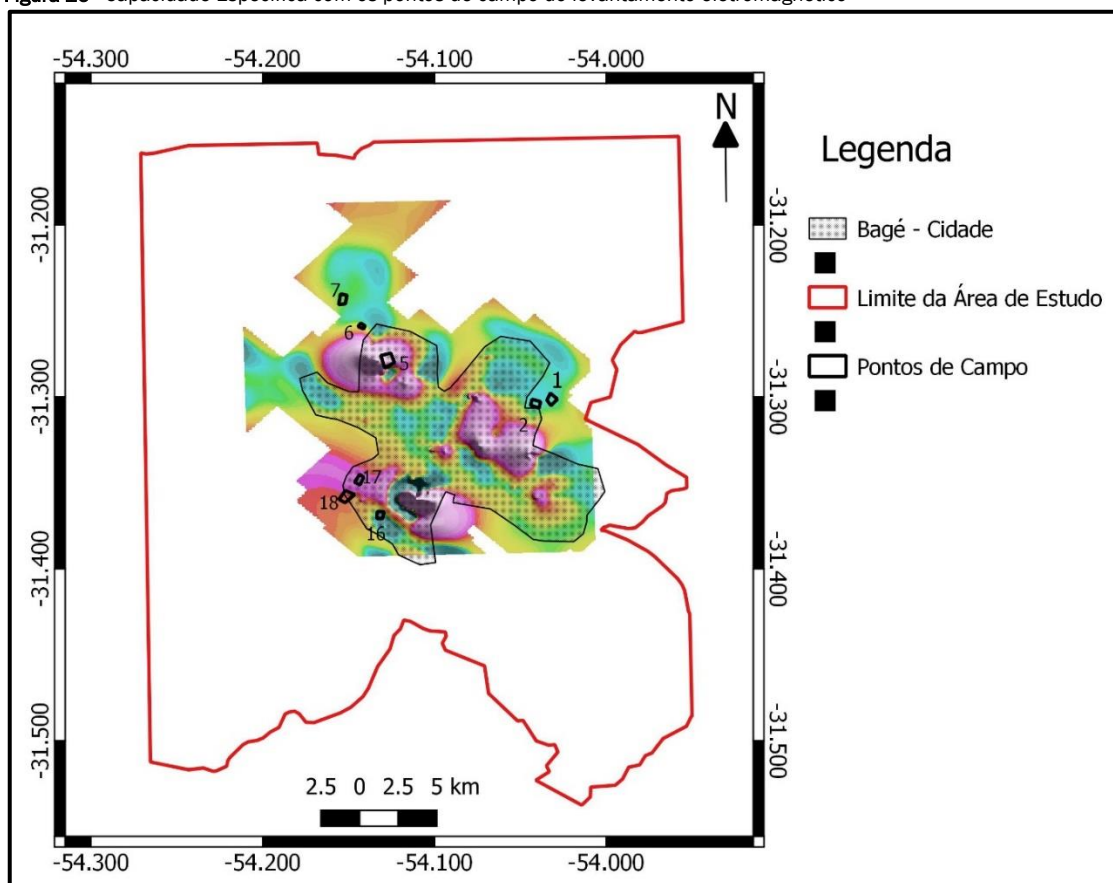 -54.300 -54.200 -54.100 -54.000
N
Legenda
-31.200 -31.200
Bagé - Cidade
7
Limite da Área de Estudo
6
5
Pontos de Campo
1
-31.300 -31.300
2
17
18
16
-31.400 -31.400
-31.500 -31.500
2.5 0 2.5 5 km
-54.300 -54.200 -54.100 -54.000